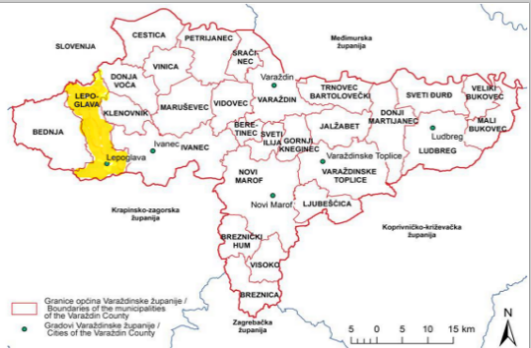 CESTICA
PETRIJANEC
Međimurska
županija
SLOVENIJA
SRAČI-
NEC
VINICA
DONJA
VOČA
Varaždin
TRNOVEC
BARTOLOVEČKI
SVETI ĐURĐ
VELIKI
BUKOVEC
LEPO-
GLAVA
KLENOVNIK
MARUŠEVEC
VIDOVEC
VARAŽDIN
DONJI
MARTIJANEC
MALI
BUKOVEC
BEDNJA
BERE-
TINEC
SVETI
ILIJA
GORNJI
KNEGINEC
JALŽABET
Ludbreg
LUDBREG
Ivanec
IVANEC
Lepoglava
Varaždinske Toplice
VARAŽDINSKE
TOPLICE
NOVI
MAROF
Novi Marof
LJUBEŠĆICA
Krapinsko-zagorska
županija
Koprivničko-križevačka
županija
BREZNIČKI
HUM
VISOKO
BREZNICA
Zagrebačka
županija
Granice općina Varaždinske županije /
Boundaries of the municipalities
of the Varaždin County
Gradovi Varaždinske županije /
Cities of the Varaždin County
5 0 5 10 15 km
N